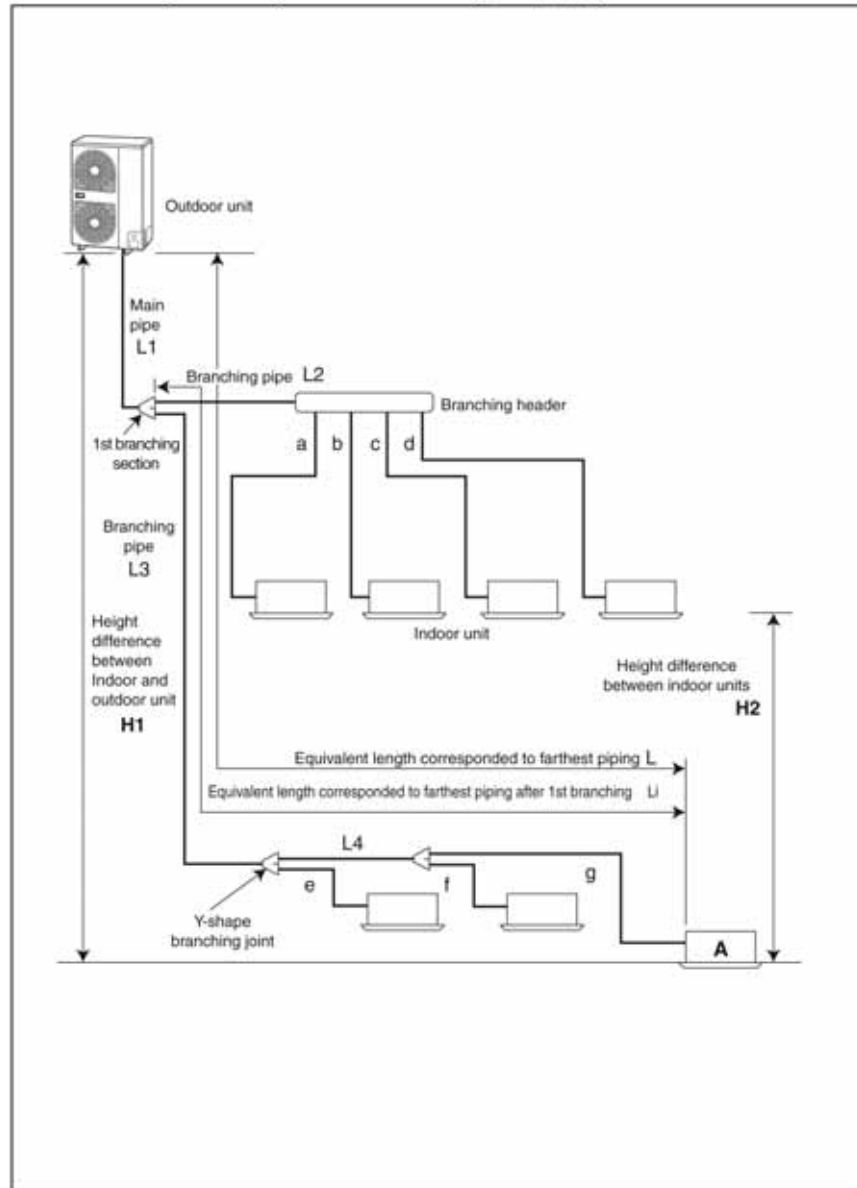 Outdoor unit
Main
pipe
L1
Branching pipe L2
Branching header
1st branching
section
a b c d
Branching
pipe
L3
Height
difference
between
Indoor and
outdoor unit
H1
Indoor unit
Height difference
between indoor units
H2
Equivalent length corresponded to farthest piping L
Equivalent length corresponded to farthest piping after 1st branching Li
L4
e f g
Y-shape
branching joint
A